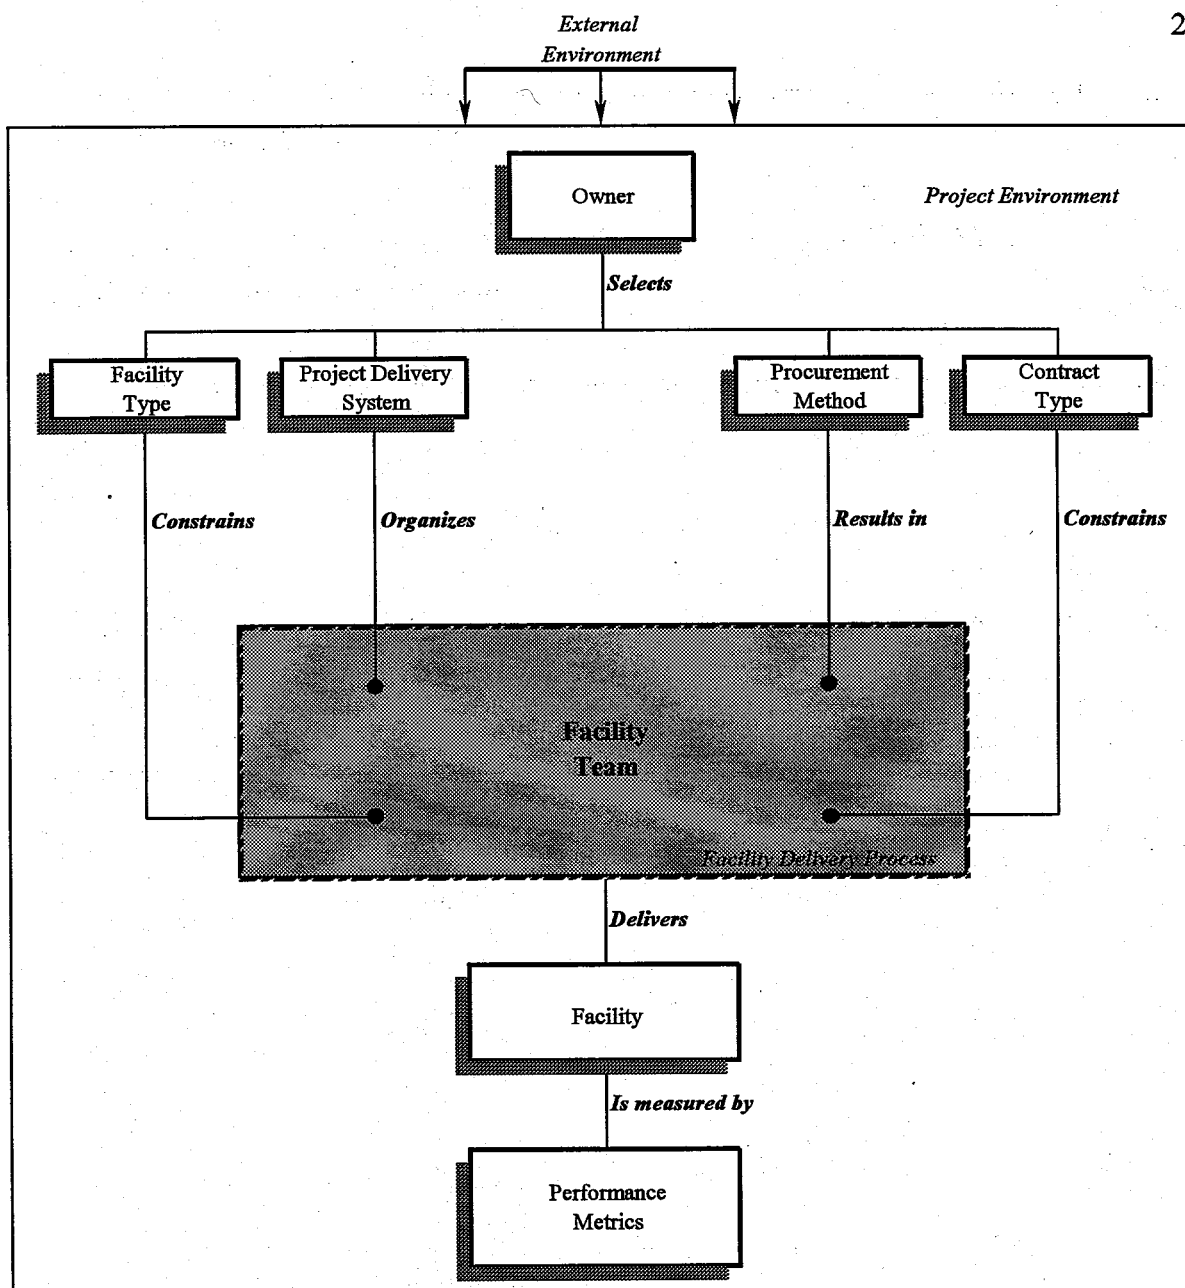 2
External
Environment
Owner
Project Environment
Selects
Facility
Type
Project Delivery
System
Procurement
Method
Contract
Type
Constrains
Organizes
Results in
Constrains
Facility
Team
Facility Delivery Process
Delivers
Facility
Is measured by
Performance
Metrics